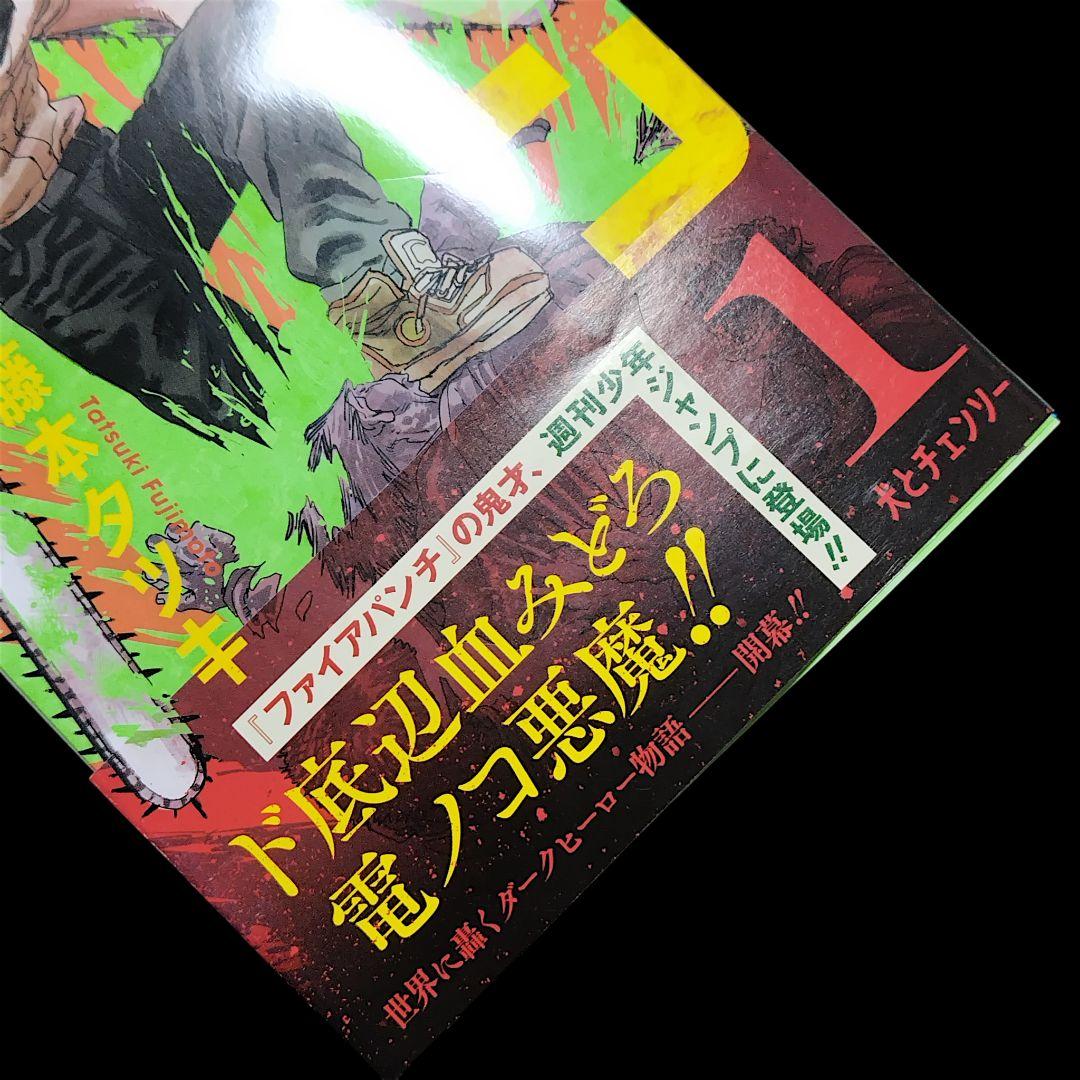 ン
藤本タツキ
Tatsuki Fujimoto
1
犬とチェンソー
『ファイアパンチ』の鬼才、週刊少年ジャンプに登場!!
ド底辺血みどろ
電ノコ悪魔!!
世界に轟くダークヒーロー物語――開幕!!